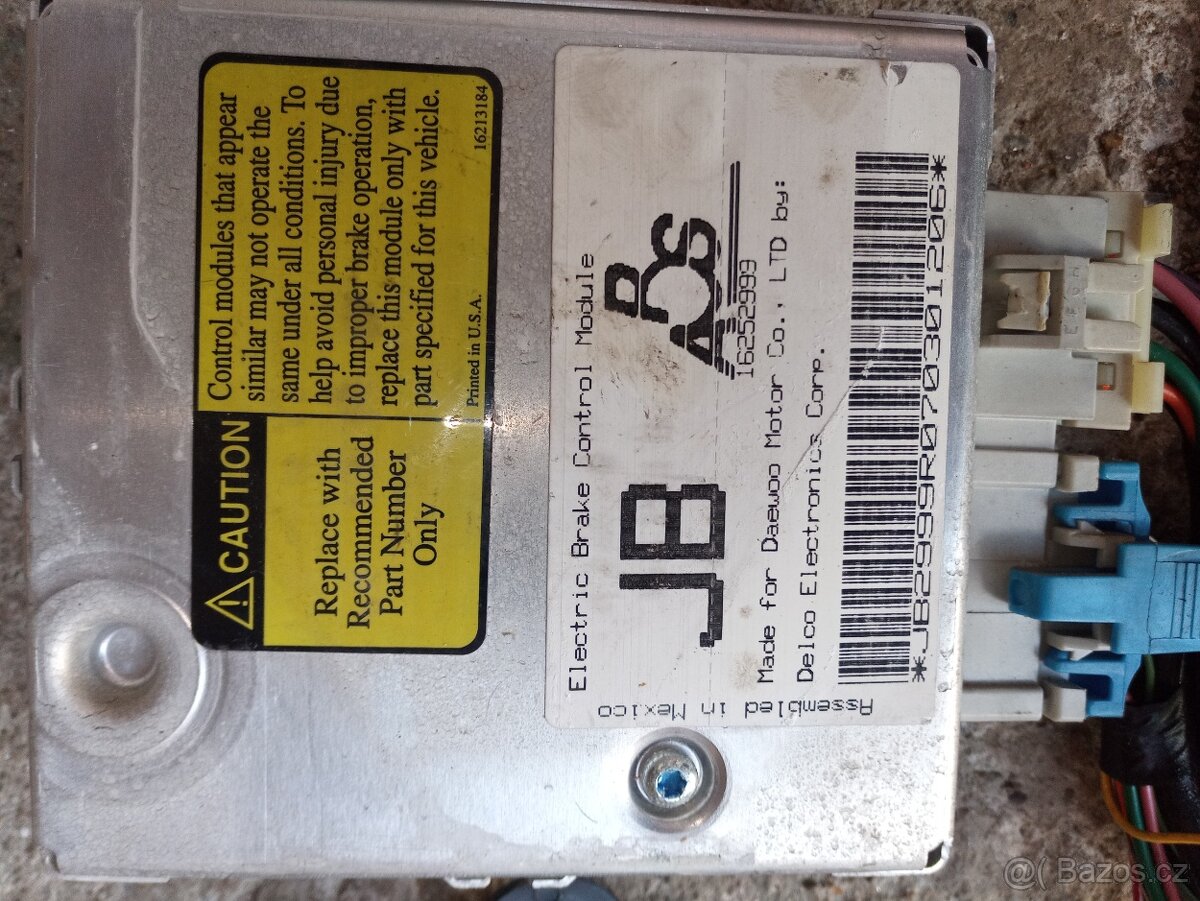 CAUTION
Replace with
Recommended
Part Number
Only
Control modules that appear
similar may not operate the
same under all conditions. To
help avoid personal injury due
to improper brake operation,
replace this module only with
part specified for this vehicle.
Printed in U.S.A.
16213184
Electric Brake Control Module
JB
ABS
16252999
Made for Daewoo Motor Co., LTD by:
Delco Electronics Corp.
*JB2999R070301206*
Assembled in Mexico
@( Bazos.cz